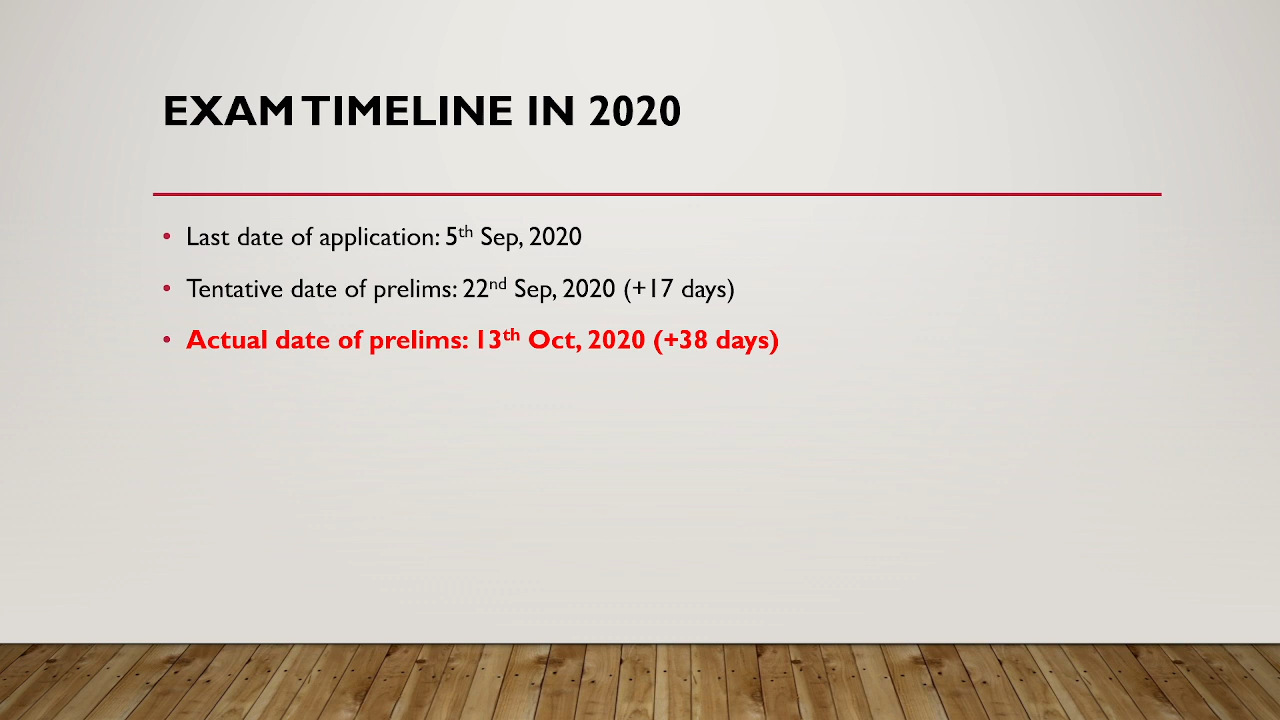 EXAM TIMELINE IN 2020
• Last date of application: 5th Sep, 2020
• Tentative date of prelims: 22nd Sep, 2020 (+17 days)
• Actual date of prelims: 13th Oct, 2020 (+38 days)